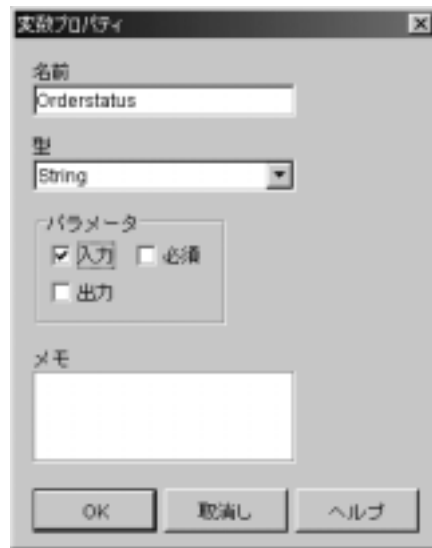 変数プロパティ
名前
Orderstatus
型
String
パラメータ
入力 必須
出力
メモ
OK 取消し ヘルプ